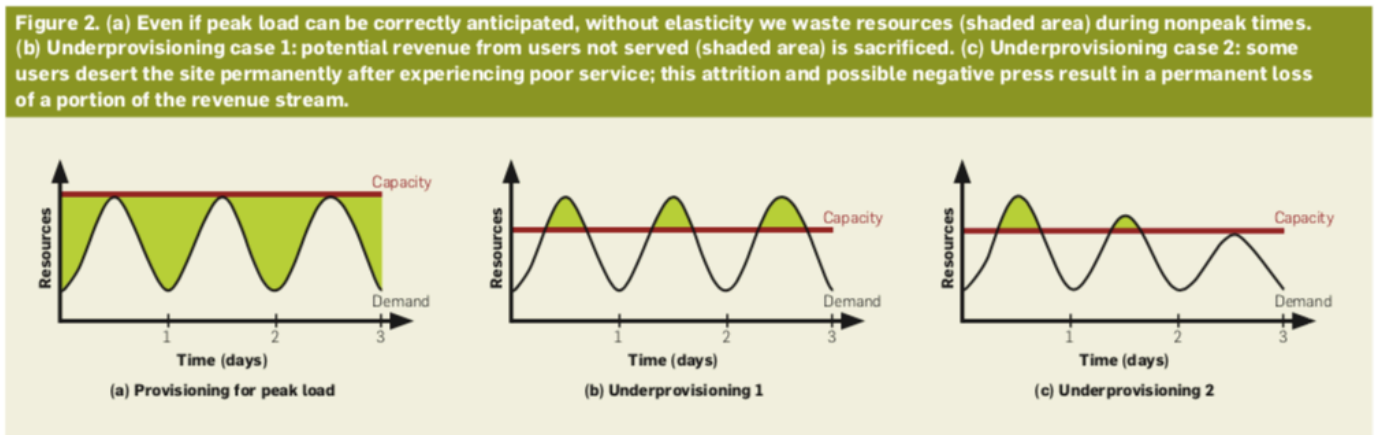 Figure 2. (a) Even if peak load can be correctly anticipated, without elasticity we waste resources (shaded area) during nonpeak times.
(b) Underprovisioning case 1: potential revenue from users not served (shaded area) is sacrificed. (c) Underprovisioning case 2: some
users desert the site permanently after experiencing poor service; this attrition and possible negative press result in a permanent loss
of a portion of the revenue stream.
Resources
Capacity
Demand
1 2 3
Time (days)
(a) Provisioning for peak load
Resources
Capacity
Demand
1 2 3
Time (days)
(b) Underprovisioning 1
Resources
Capacity
Demand
1 2 3
Time (days)
(c) Underprovisioning 2